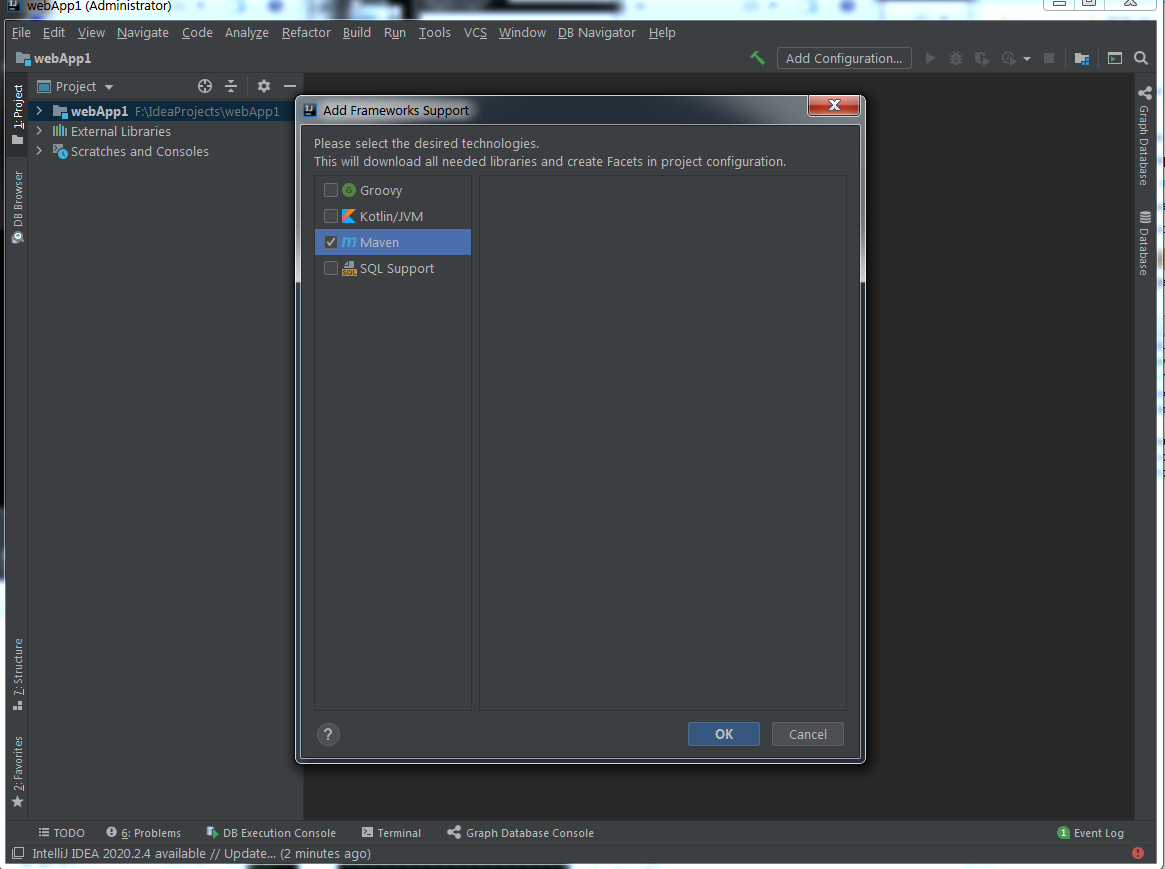 webApp1 (Administrator)
File Edit View Navigate Code Analyze Refactor Build Run Tools VCS Window DB Navigator Help
webApp1
Add Configuration...
Project
webApp1 F:\IdeaProjects\webApp1
External Libraries
Scratches and Consoles
1: Project
DB Browser
7: Structure
2: Favorites
Add Frameworks Support
Please select the desired technologies.
This will download all needed libraries and create Facets in project configuration.
Groovy
Kotlin/JVM
Maven
SQL Support
?
OK
Cancel
Graph Database
Database
TODO
6: Problems
DB Execution Console
Terminal
Graph Database Console
1 Event Log
IntelliJ IDEA 2020.2.4 available // Update... (2 minutes ago)